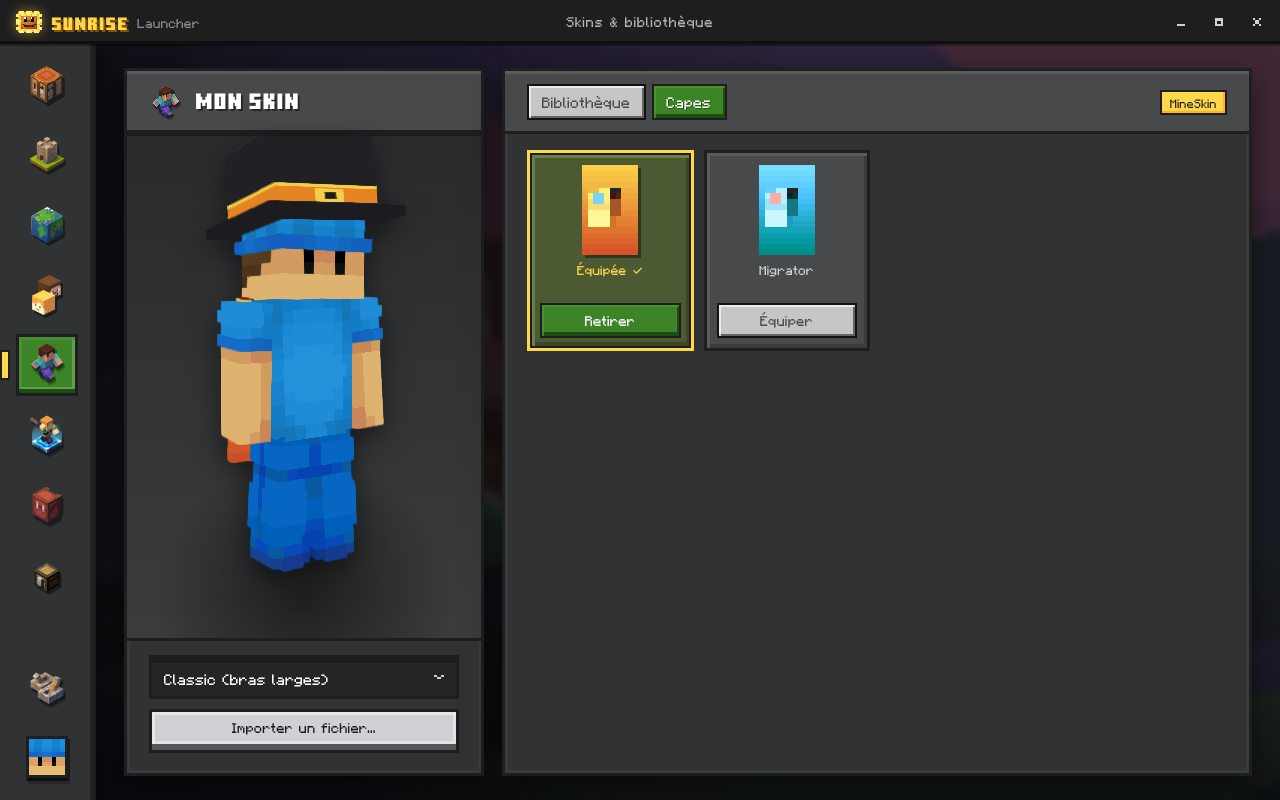 SUNRISE Launcher
Skins & bibliothèque
MON SKIN
Classic (bras larges)
Importer un fichier...
Bibliothèque
Capes
MineSkin
Équipée ✓
Retirer
Migrator
Équiper